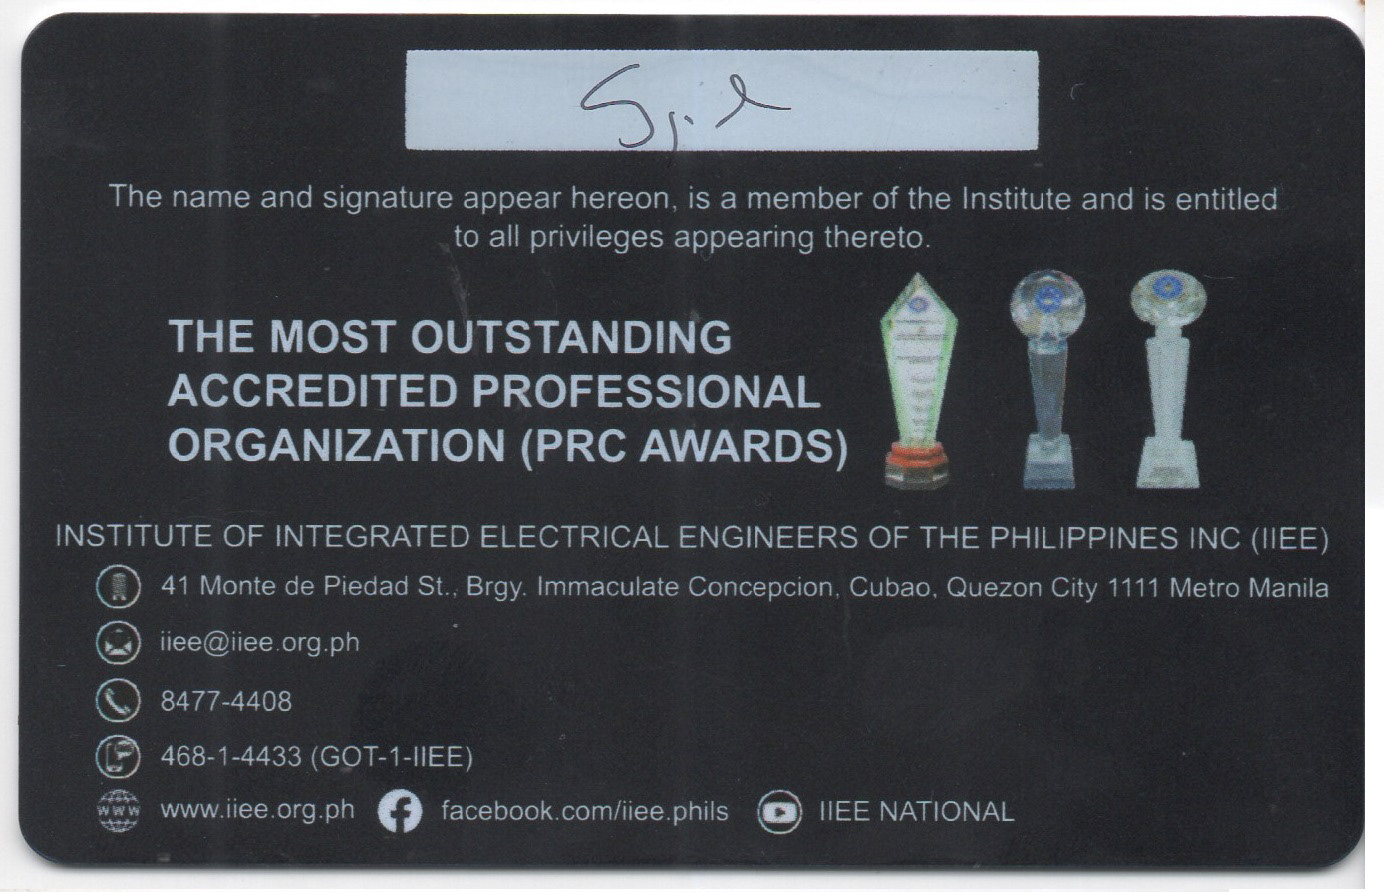 The name and signature appear hereon, is a member of the Institute and is entitled
to all privileges appearing thereto.
THE MOST OUTSTANDING
ACCREDITED PROFESSIONAL
ORGANIZATION (PRC AWARDS)
INSTITUTE OF INTEGRATED ELECTRICAL ENGINEERS OF THE PHILIPPINES INC (IIEE)
41 Monte de Piedad St., Brgy. Immaculate Concepcion, Cubao, Quezon City 1111 Metro Manila
iiee@iiee.org.ph
8477-4408
468-1-4433 (GOT-1-IIEE)
www www.iiee.org.ph facebook.com/iiee.phils IIEE NATIONAL